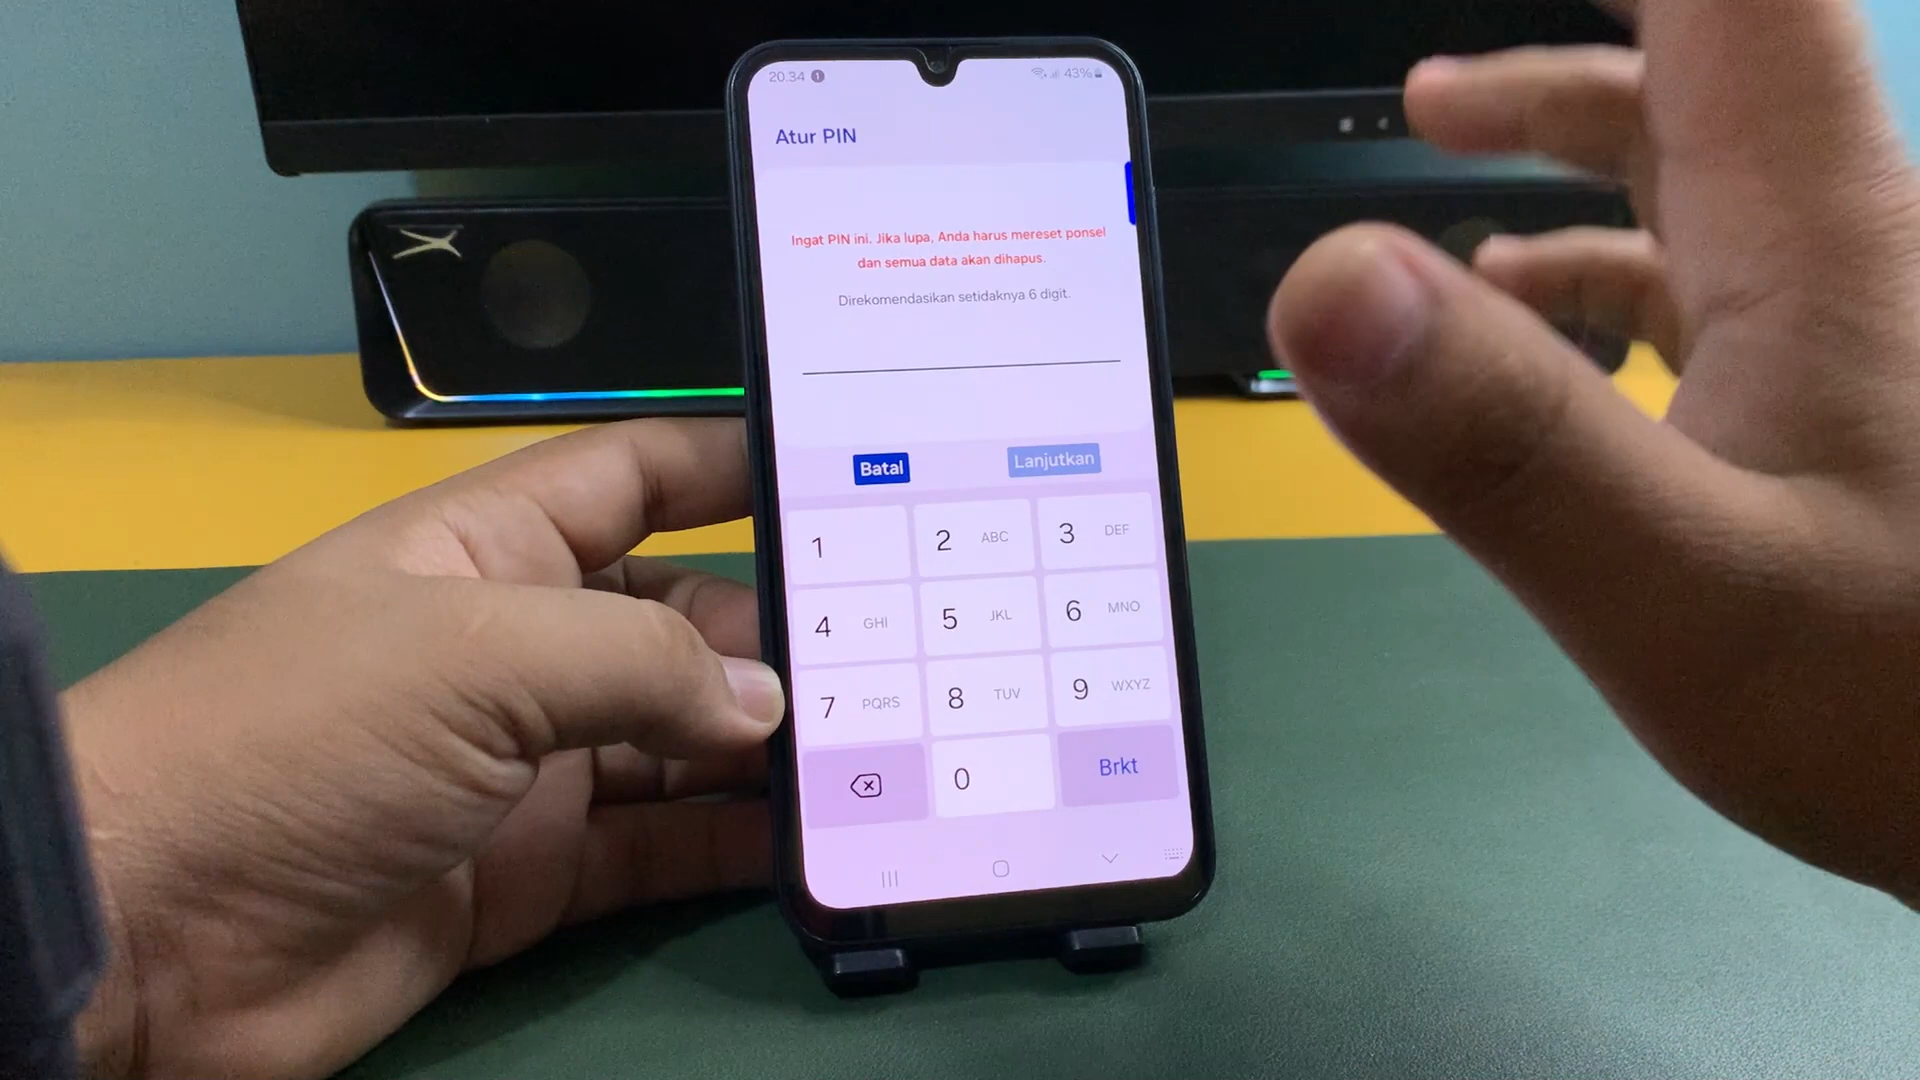 20.34 1 43%
Atur PIN
Ingat PIN ini. Jika lupa, Anda harus mereset ponsel
dan semua data akan dihapus.
Direkomendasikan setidaknya 6 digit.
Batal Lanjutkan
1 2 ABC 3 DEF
4 GHI 5 JKL 6 MNO
7 PQRS 8 TUV 9 WXYZ
0 Brkt